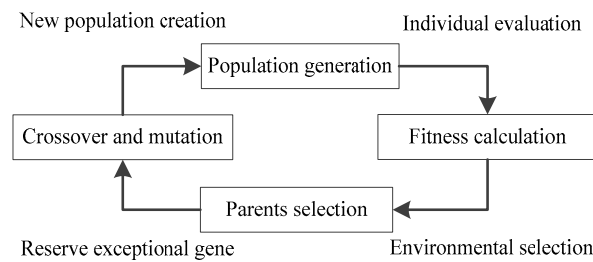 New population creation
Individual evaluation
Population generation
Crossover and mutation
Fitness calculation
Parents selection
Reserve exceptional gene
Environmental selection